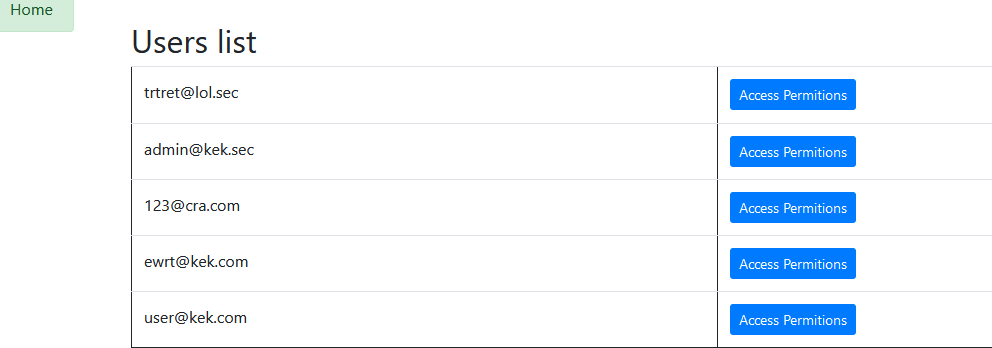 Home
Users list
trtret@lol.sec Access Permitions
admin@kek.sec Access Permitions
123@cra.com Access Permitions
ewrt@kek.com Access Permitions
user@kek.com Access Permitions